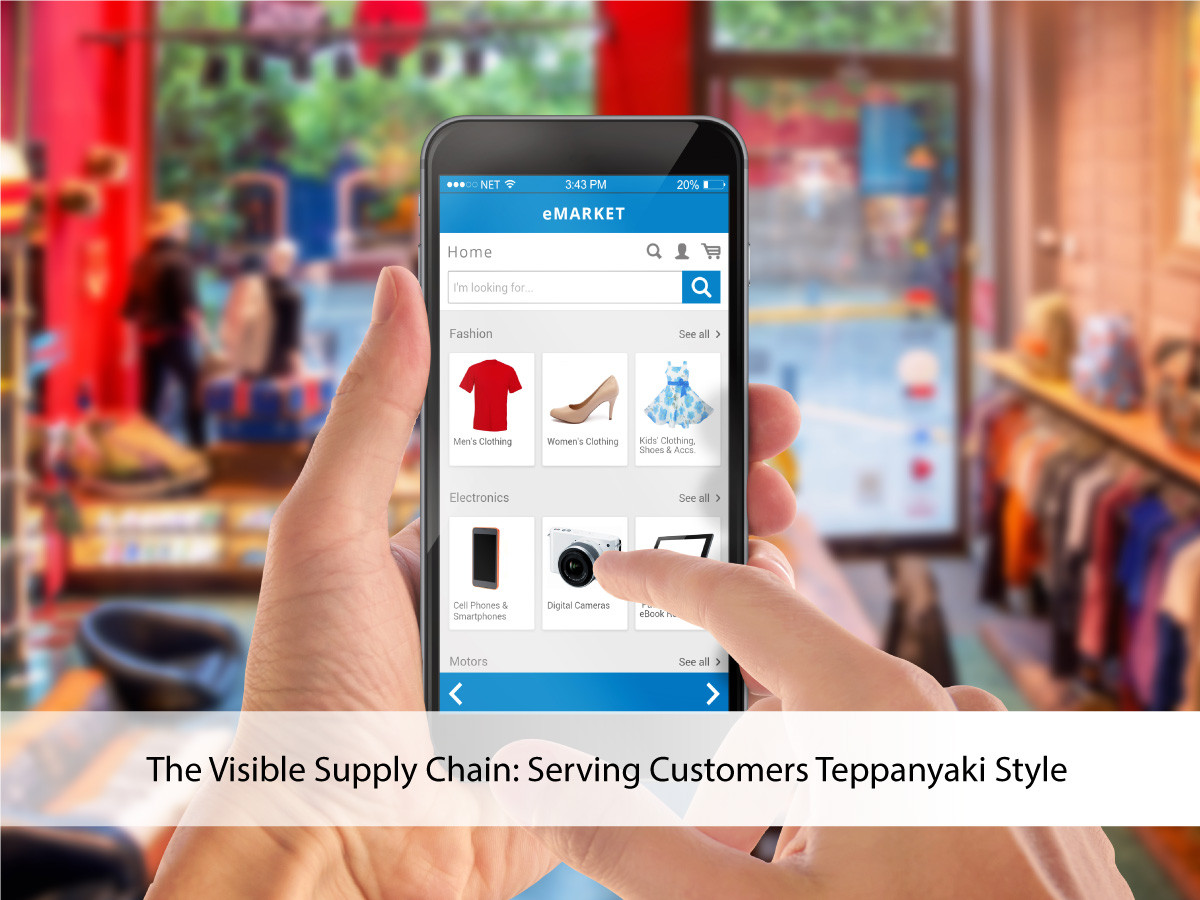 NET 3:43 PM 20%
eMARKET
Home
I'm looking for...
Fashion See all >
Men's Clothing Women's Clothing Kids' Clothing,
Shoes & Accs.
Electronics See all >
Cell Phones &
Smartphones
Digital Cameras
eBook
Motors See all >
The Visible Supply Chain: Serving Customers Teppanyaki Style